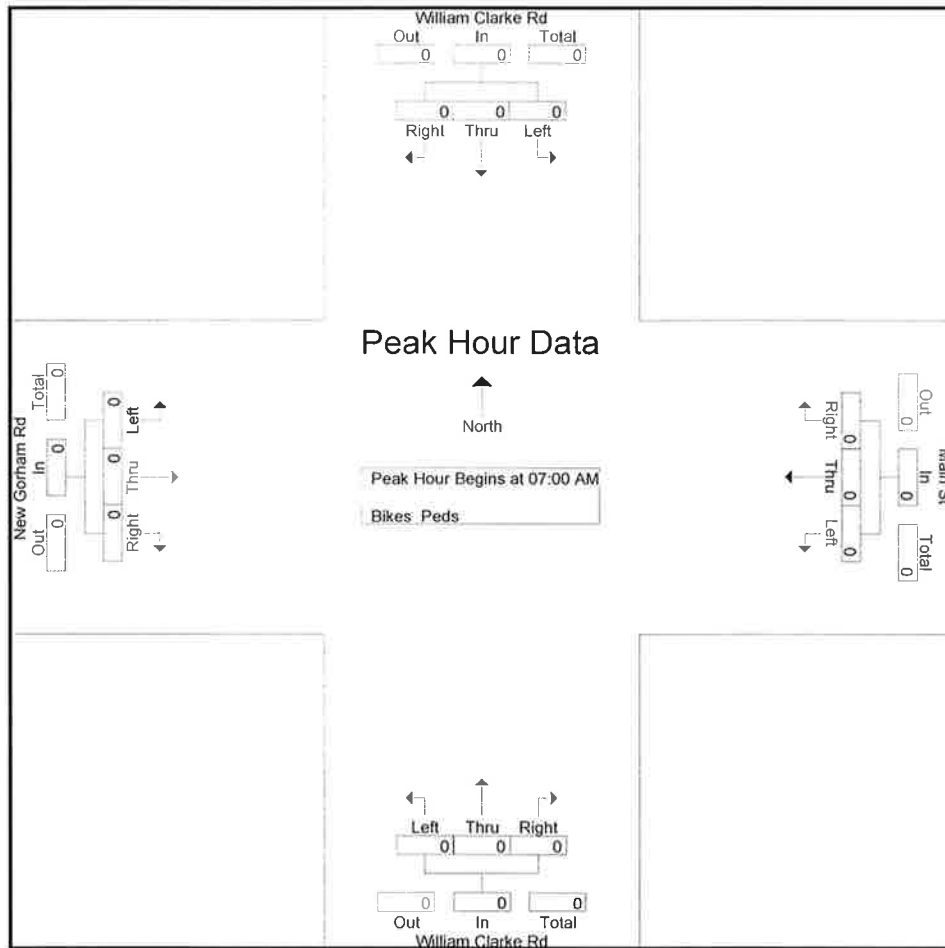 William Clarke Rd
Out In Total
0 0 0
0 0 0
Right Thru Left
Peak Hour Data
North
Peak Hour Begins at 07:00 AM
Bikes Peds
New Gorham Rd
Out In Total
0 0 0
Left Thru Right
0 0 0
Right Thru Left
0 0 0
Out In Total
0 0 0
Main St
Left Thru Right
0 0 0
0 0 0
Out In Total
William Clarke Rd